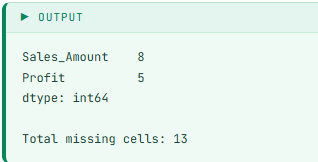 ▶ OUTPUT
Sales_Amount    8
Profit          5
dtype: int64

Total missing cells: 13